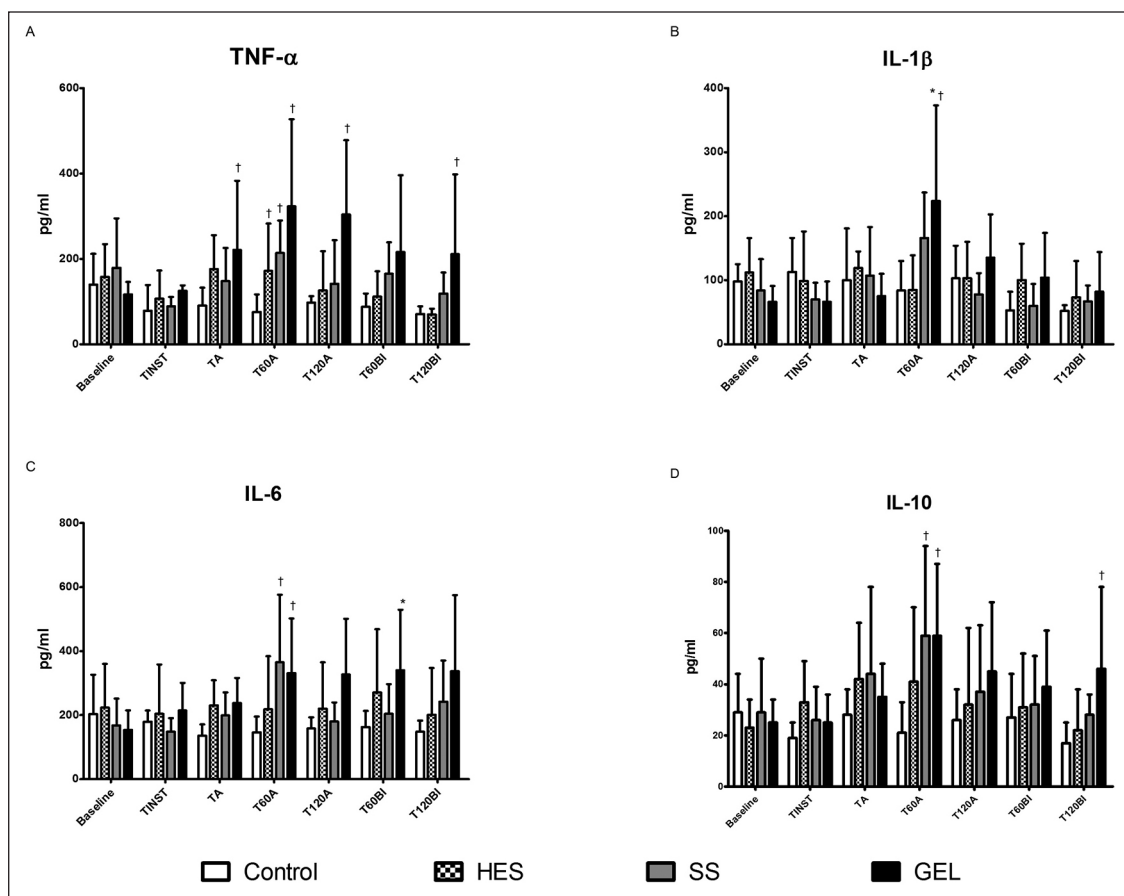 A
TNF-α
pg/ml
600
400
200
0
†
†
†
†
†
†
Baseline
TINST
TA
T60A
T120A
T60BI
T120BI
B
IL-1β
pg/ml
400
300
200
100
0
* †
Baseline
TINST
TA
T60A
T120A
T60BI
T120BI
C
IL-6
pg/ml
800
600
400
200
0
†
†
*
Baseline
TINST
TA
T60A
T120A
T60BI
T120BI
D
IL-10
pg/ml
100
80
60
40
20
0
†
†
†
Baseline
TINST
TA
T60A
T120A
T60BI
T120BI
Control
HES
SS
GEL